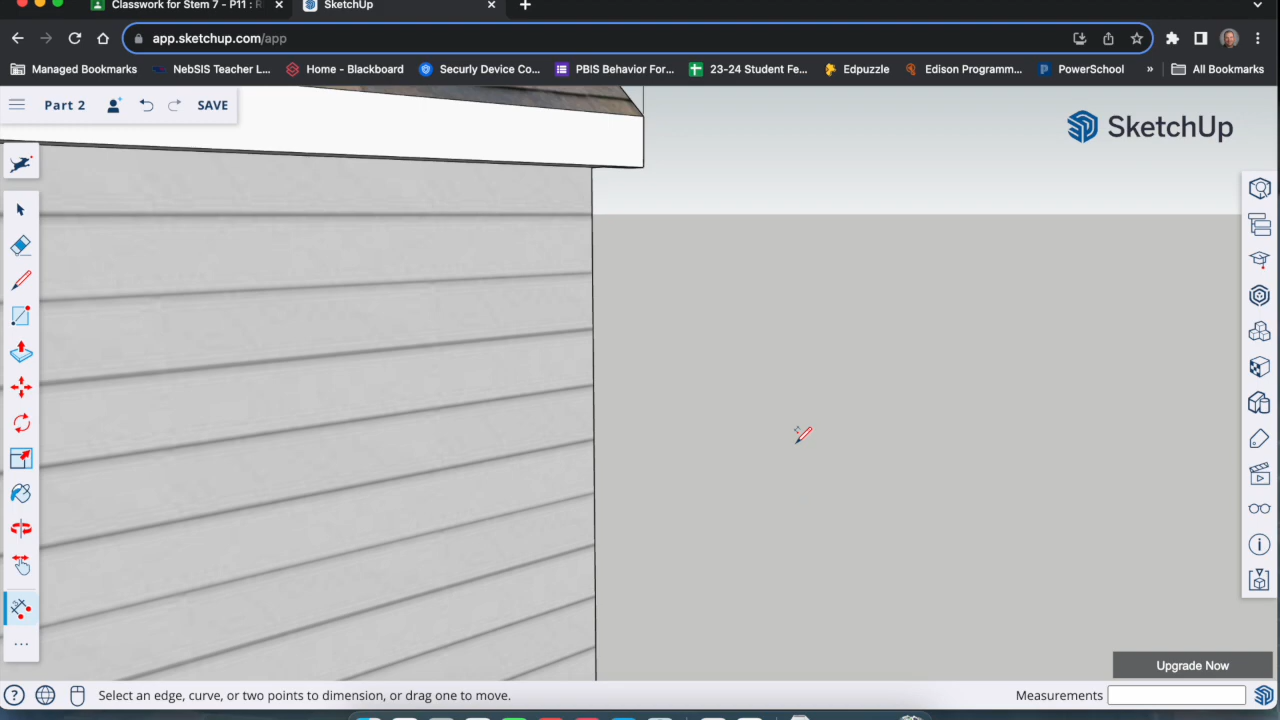 Classwork for Stem 7 - P11 : R
SketchUp
app.sketchup.com/app
Managed Bookmarks NebSIS Teacher L... Home - Blackboard Securly Device Co... PBIS Behavior For... 23-24 Student Fe... Edpuzzle Edison Programm... PowerSchool » All Bookmarks
Part 2 SAVE
SketchUp
Upgrade Now
Select an edge, curve, or two points to dimension, or drag one to move. Measurements